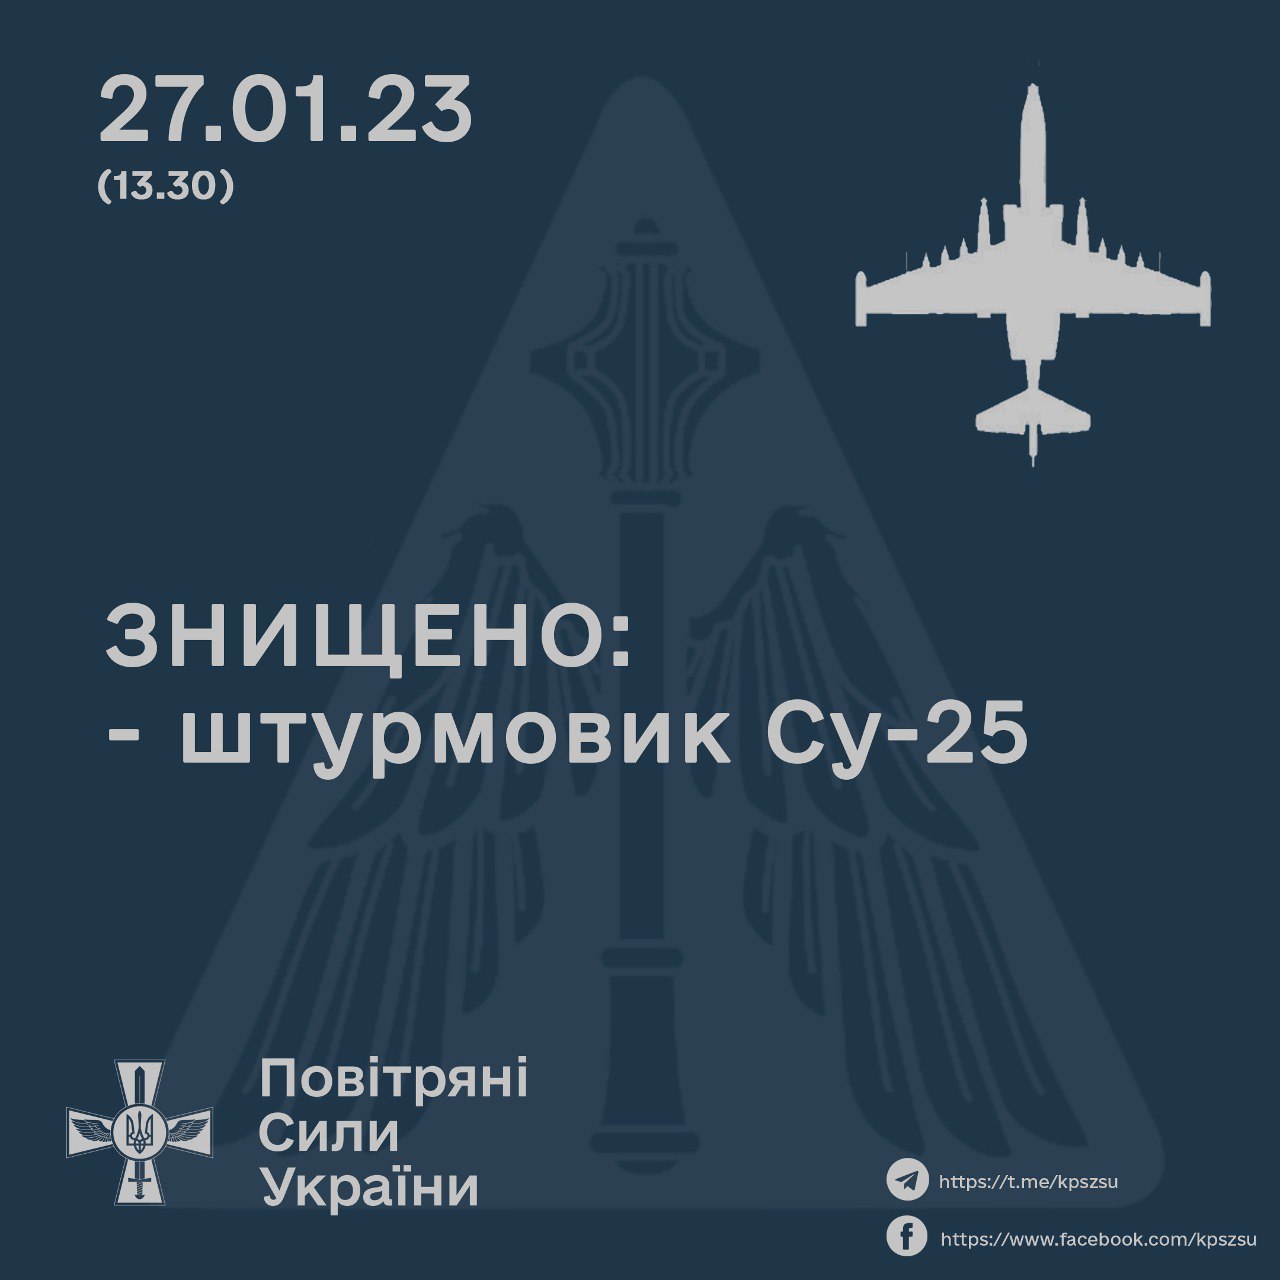 27.01.23
(13.30)
ЗНИЩЕНО:
- штурмовик Су-25
Повітряні
Сили
України
https://t.me/kpszsu
https://www.facebook.com/kpszsu